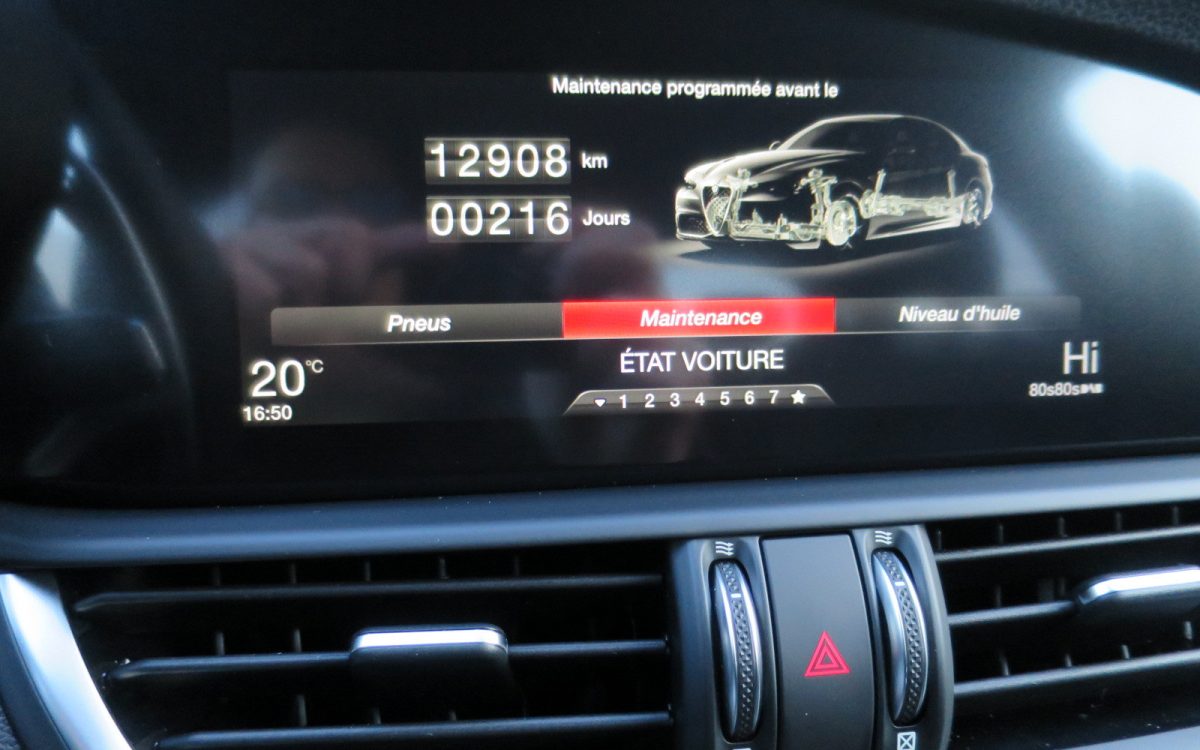 Maintenance programmée avant le
12908 km
00216 Jours
Pneus Maintenance Niveau d'huile
20°C ÉTAT VOITURE Hi
16:50 1 2 3 4 5 6 7 80s80s